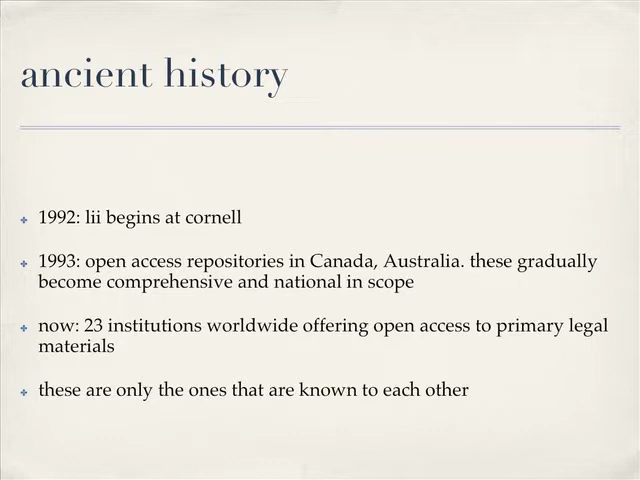 ancient history
1992: lii begins at cornell
1993: open access repositories in Canada, Australia. these gradually
become comprehensive and national in scope
now: 23 institutions worldwide offering open access to primary legal
materials
these are only the ones that are known to each other